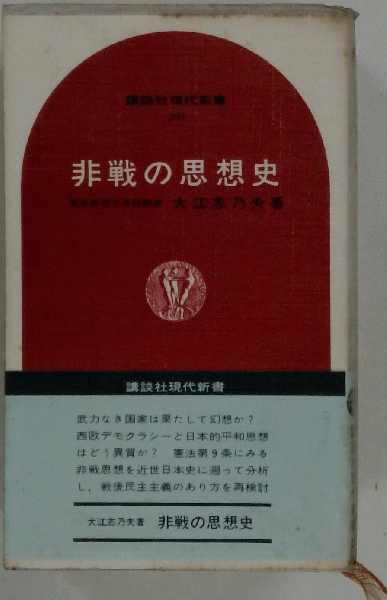 講談社現代新書
非戦の思想史
大江志乃夫著
講談社現代新書
武力なき国家は果たして幻想か?
西欧デモクラシーと日本的平和思想
はどう異質か? 憲法第9条にみる
非戦思想を近世日本史に遡って分析
し、戦後民主主義のあり方を再検討
大江志乃夫著 非戦の思想史